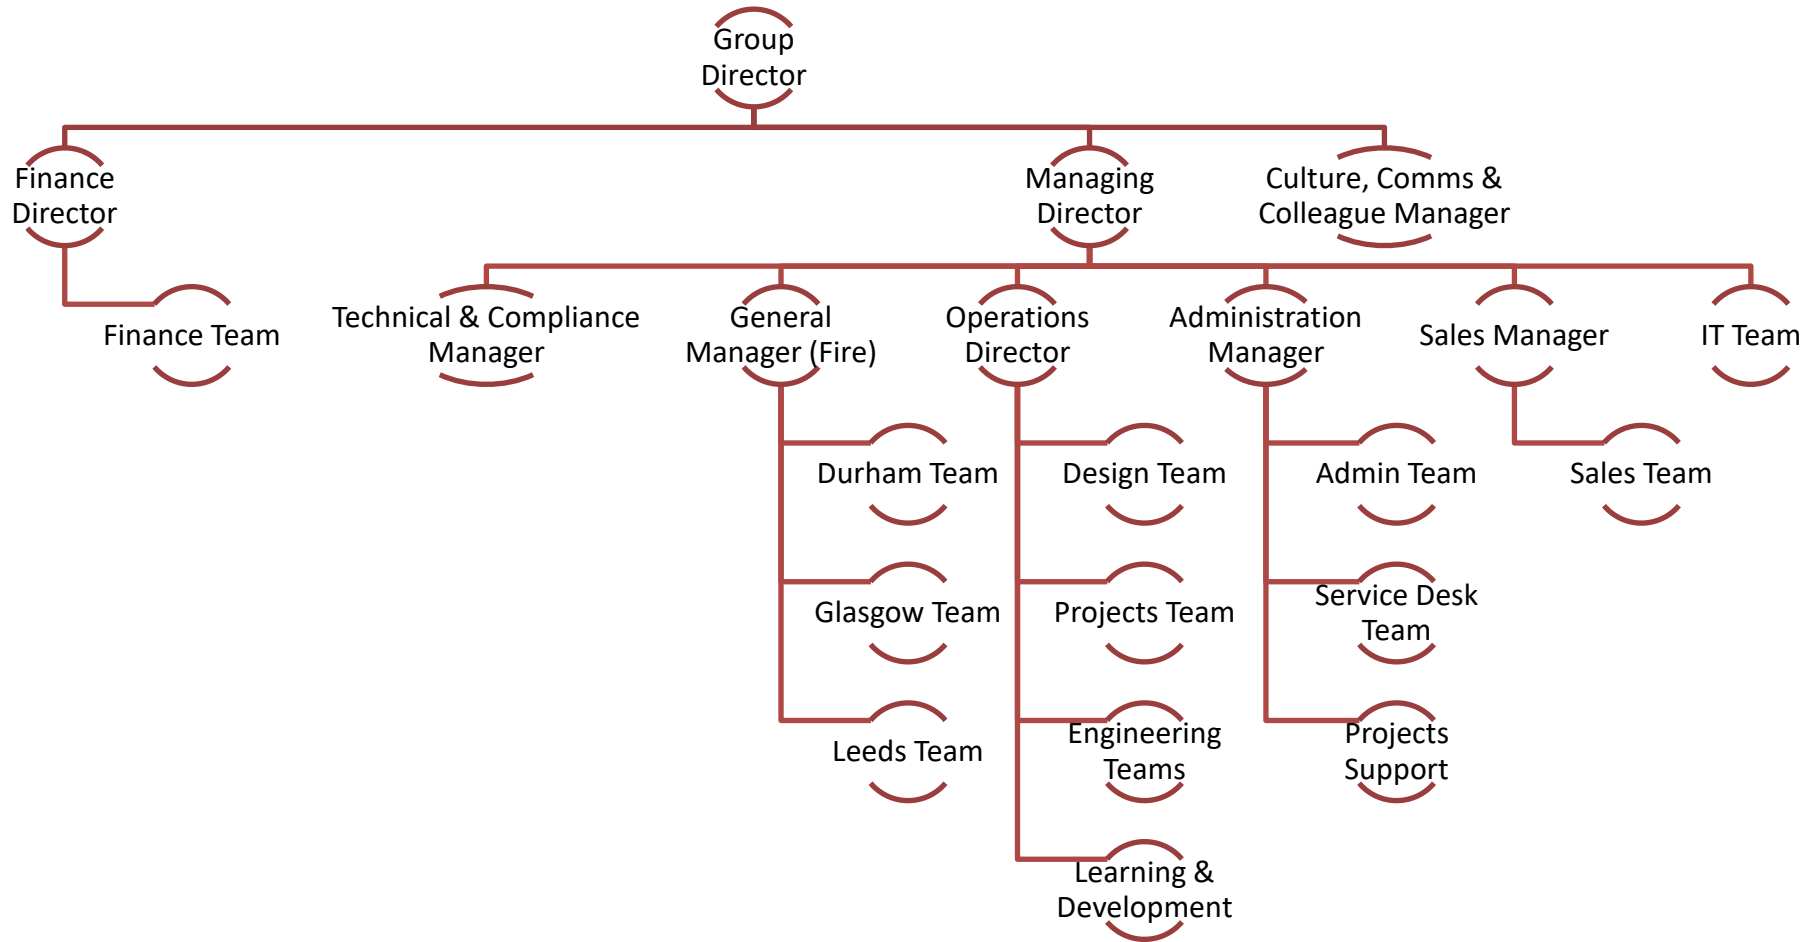 Group
Director
Finance
Director
Managing
Director
Culture, Comms &
Colleague Manager
Finance Team
Technical & Compliance
Manager
General
Manager (Fire)
Operations
Director
Administration
Manager
Sales Manager
IT Team
Durham Team
Design Team
Admin Team
Sales Team
Glasgow Team
Projects Team
Service Desk
Team
Leeds Team
Engineering
Teams
Projects
Support
Learning &
Development